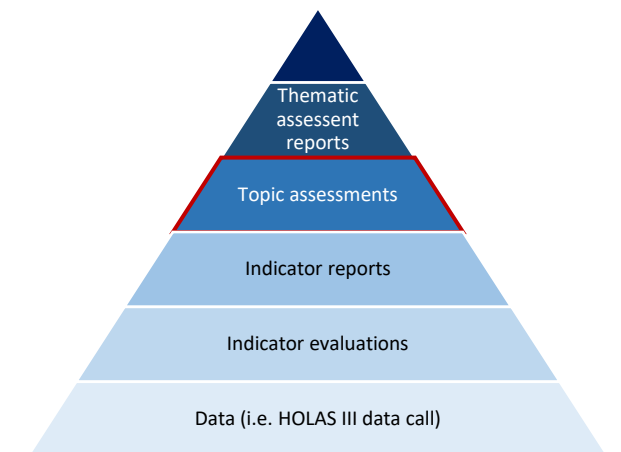 Thematic
assessent
reports
Topic assessments
Indicator reports
Indicator evaluations
Data (i.e. HOLAS III data call)